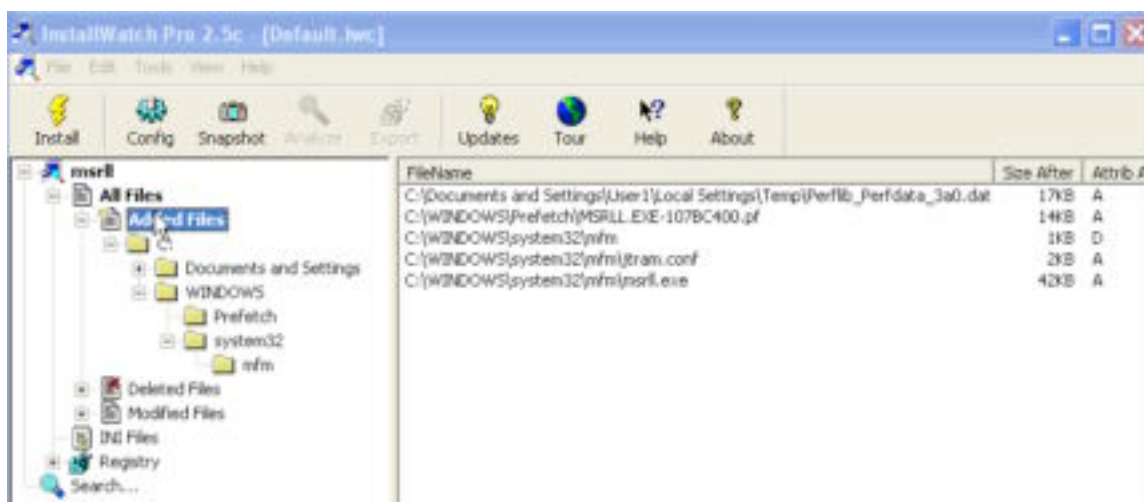 InstallWatch Pro 2.5c - [Default.iwc]
File Edit Tools View Help
Install Config Snapshot Analyze Export Updates Tour Help About
msrll
All Files
Added Files
C:
Documents and Settings
WINDOWS
Prefetch
system32
mfm
Deleted Files
Modified Files
INI Files
Registry
Search...
FileName Size After Attrib A
C:\Documents and Settings\User1\Local Settings\Temp\Perflib_Perfdata_3a0.dat 17KB A
C:\WINDOWS\Prefetch\MSRLL.EXE-107BC400.pf 14KB A
C:\WINDOWS\system32\mfm 1KB D
C:\WINDOWS\system32\mfm\jtram.conf 2KB A
C:\WINDOWS\system32\mfm\msrll.exe 42KB A